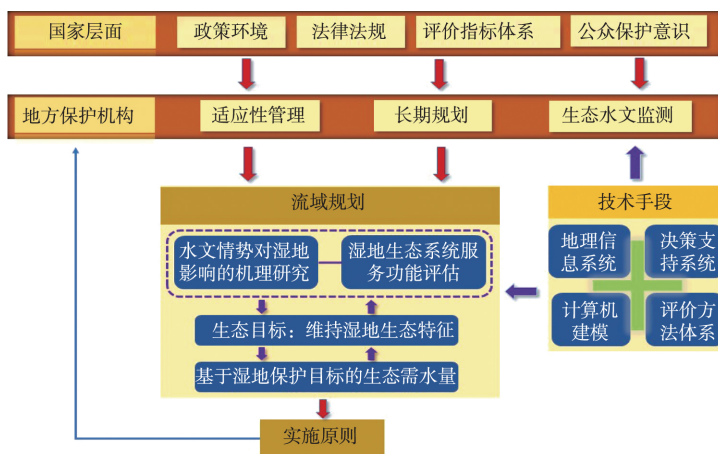 国家层面
政策环境
法律法规
评价指标体系
公众保护意识
地方保护机构
适应性管理
长期规划
生态水文监测
流域规划
水文情势对湿地
影响的机理研究
湿地生态系统服
务功能评估
生态目标：维持湿地生态特征
基于湿地保护目标的生态需水量
实施原则
技术手段
地理信
息系统
决策支
持系统
计算机
建模
评价方
法体系